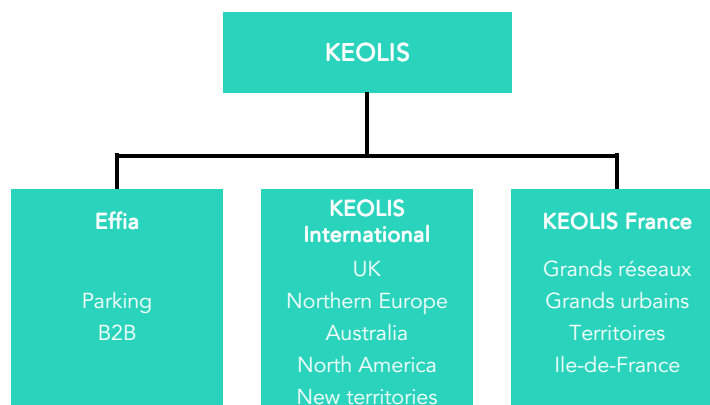 KEOLIS
Effia
Parking
B2B
KEOLIS
International
UK
Northern Europe
Australia
North America
New territories
KEOLIS France
Grands réseaux
Grands urbains
Territoires
Ile-de-France